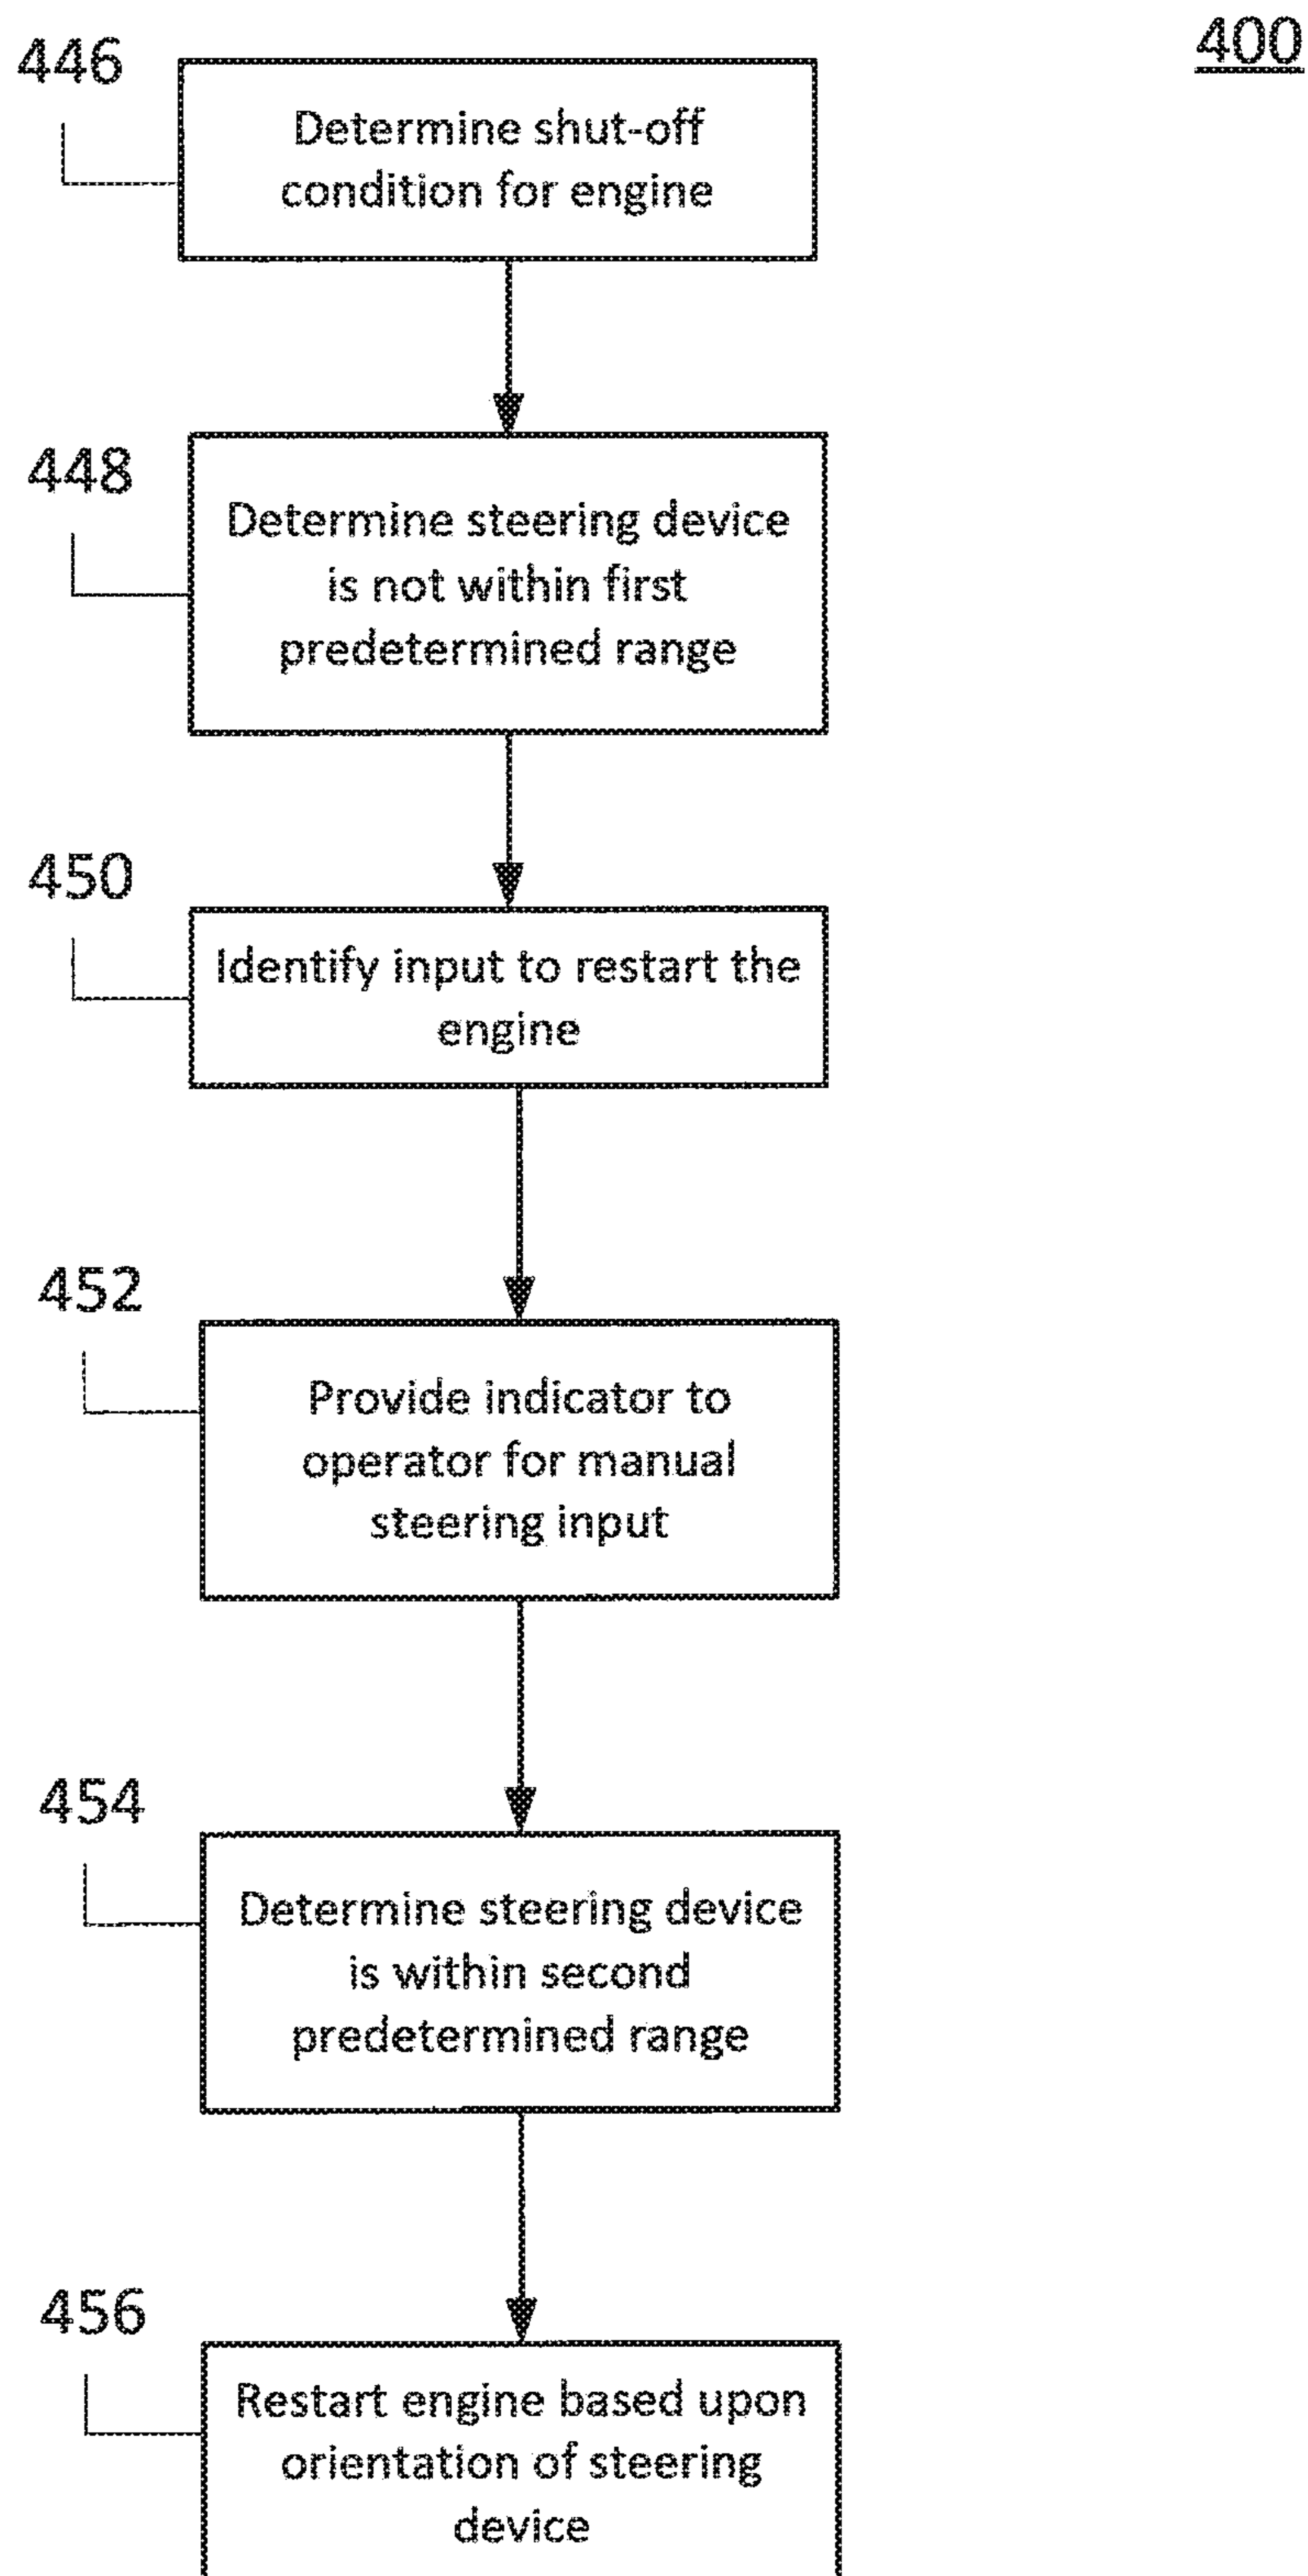 400
446
Determine shut-off
condition for engine
448
Determine steering device
is not within first
predetermined range
450
Identify input to restart the
engine
452
Provide indicator to
operator for manual
steering input
454
Determine steering device
is within second
predetermined range
456
Restart engine based upon
orientation of steering
device